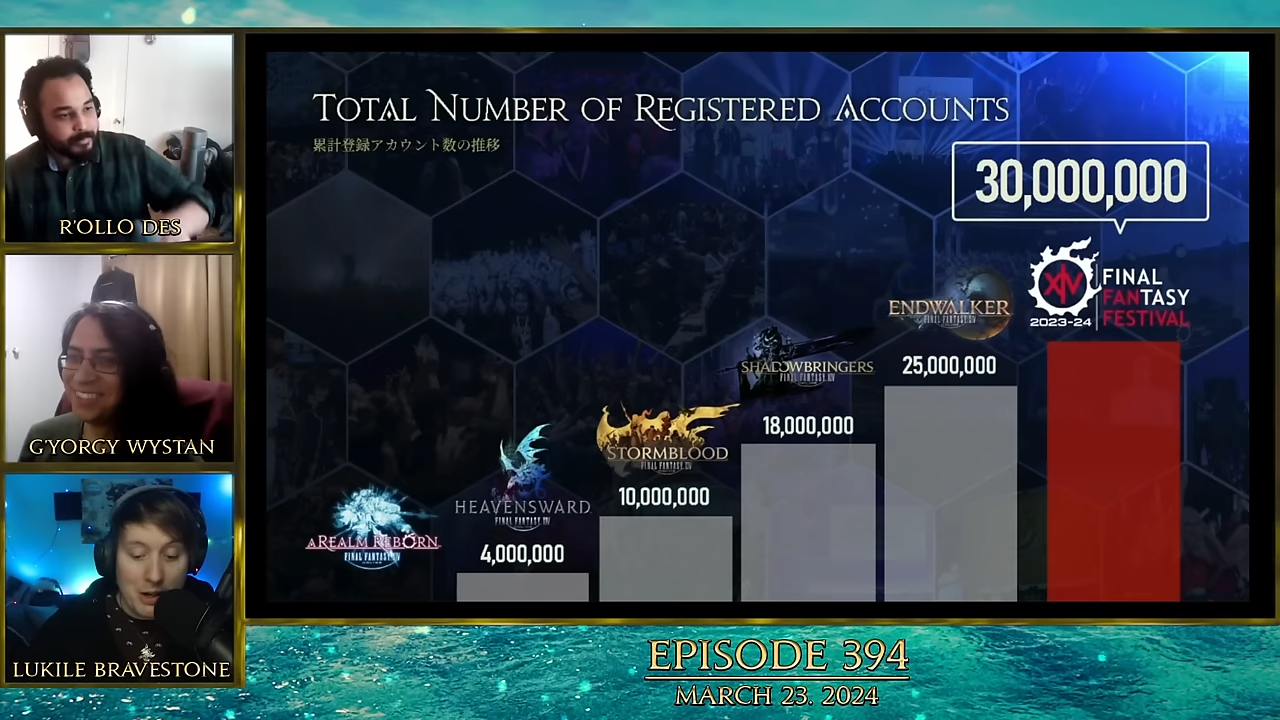 R'OLLO DES
G'YORGY WYSTAN
LUKILE BRAVESTONE
TOTAL NUMBER OF REGISTERED ACCOUNTS
累計登録アカウント数の推移
30,000,000
XIV
FINAL
FANTASY
FESTIVAL
2023-24
ENDWALKER
FINAL FANTASY XIV
25,000,000
SHADOWBRINGERS
FINAL FANTASY XIV
18,000,000
STORMBLOOD
FINAL FANTASY XIV
10,000,000
HEAVENSWARD
FINAL FANTASY XIV
4,000,000
A REALM REBORN
FINAL FANTASY XIV
ONLINE
EPISODE 394
MARCH 23. 2024